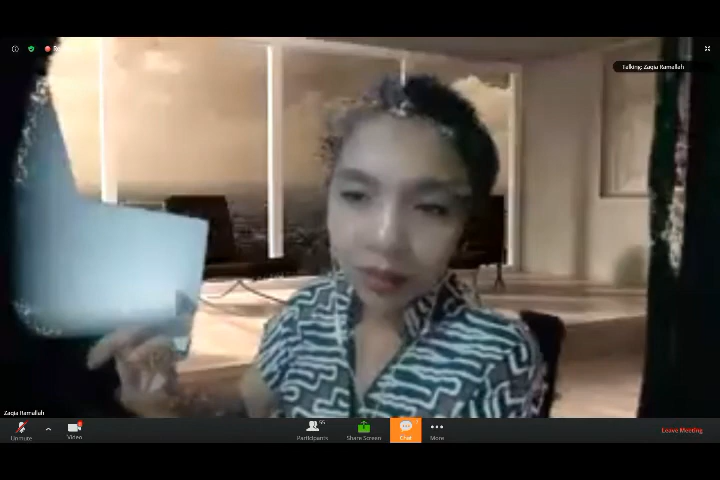 Talking: Zaqia Ramallah
Zaqia Ramallah
Unmute
Video
Participants
Share Screen
Chat
More
Leave Meeting